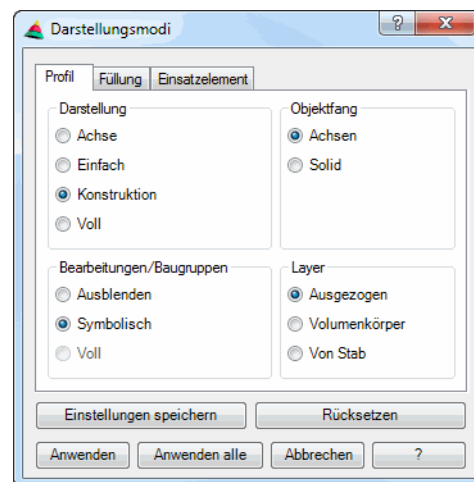 Darstellungsmodi
?
Profil Füllung Einsatzelement
Darstellung
Achse
Einfach
Konstruktion
Voll
Objektfang
Achsen
Solid
Bearbeitungen/Baugruppen
Ausblenden
Symbolisch
Voll
Layer
Ausgezogen
Volumenkörper
Von Stab
Einstellungen speichern Rücksetzen
Anwenden Anwenden alle Abbrechen ?